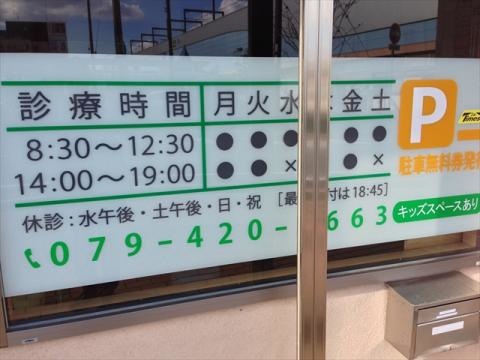 診療時間 月火水木金土
8:30〜12:30 ●●●●●
14:00〜19:00 ●●×●×
休診:水午後・土午後・日・祝 [最 付は18:45]
079-420- 663
P
Times
駐車無料券発
キッズスペースあり